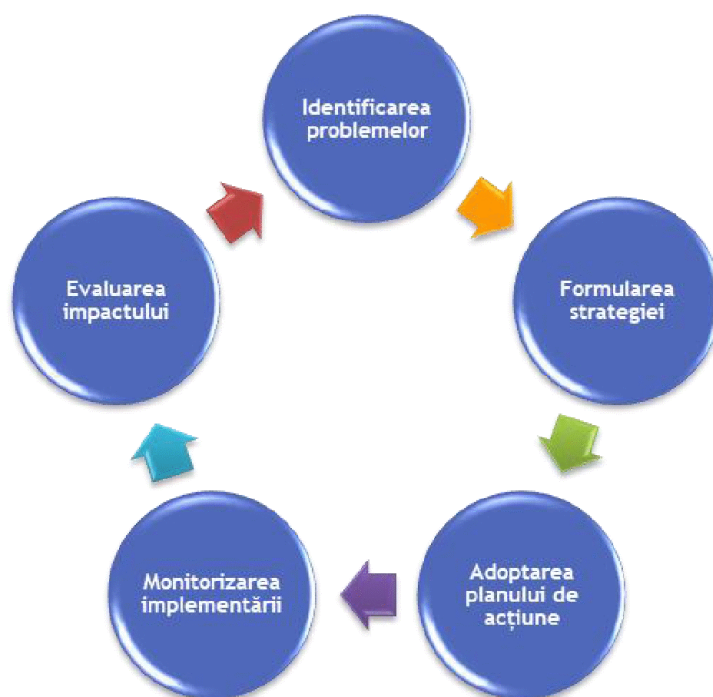 Identificarea
problemelor
Formularea
strategiei
Adoptarea
planului de
acțiune
Monitorizarea
implementării
Evaluarea
impactului